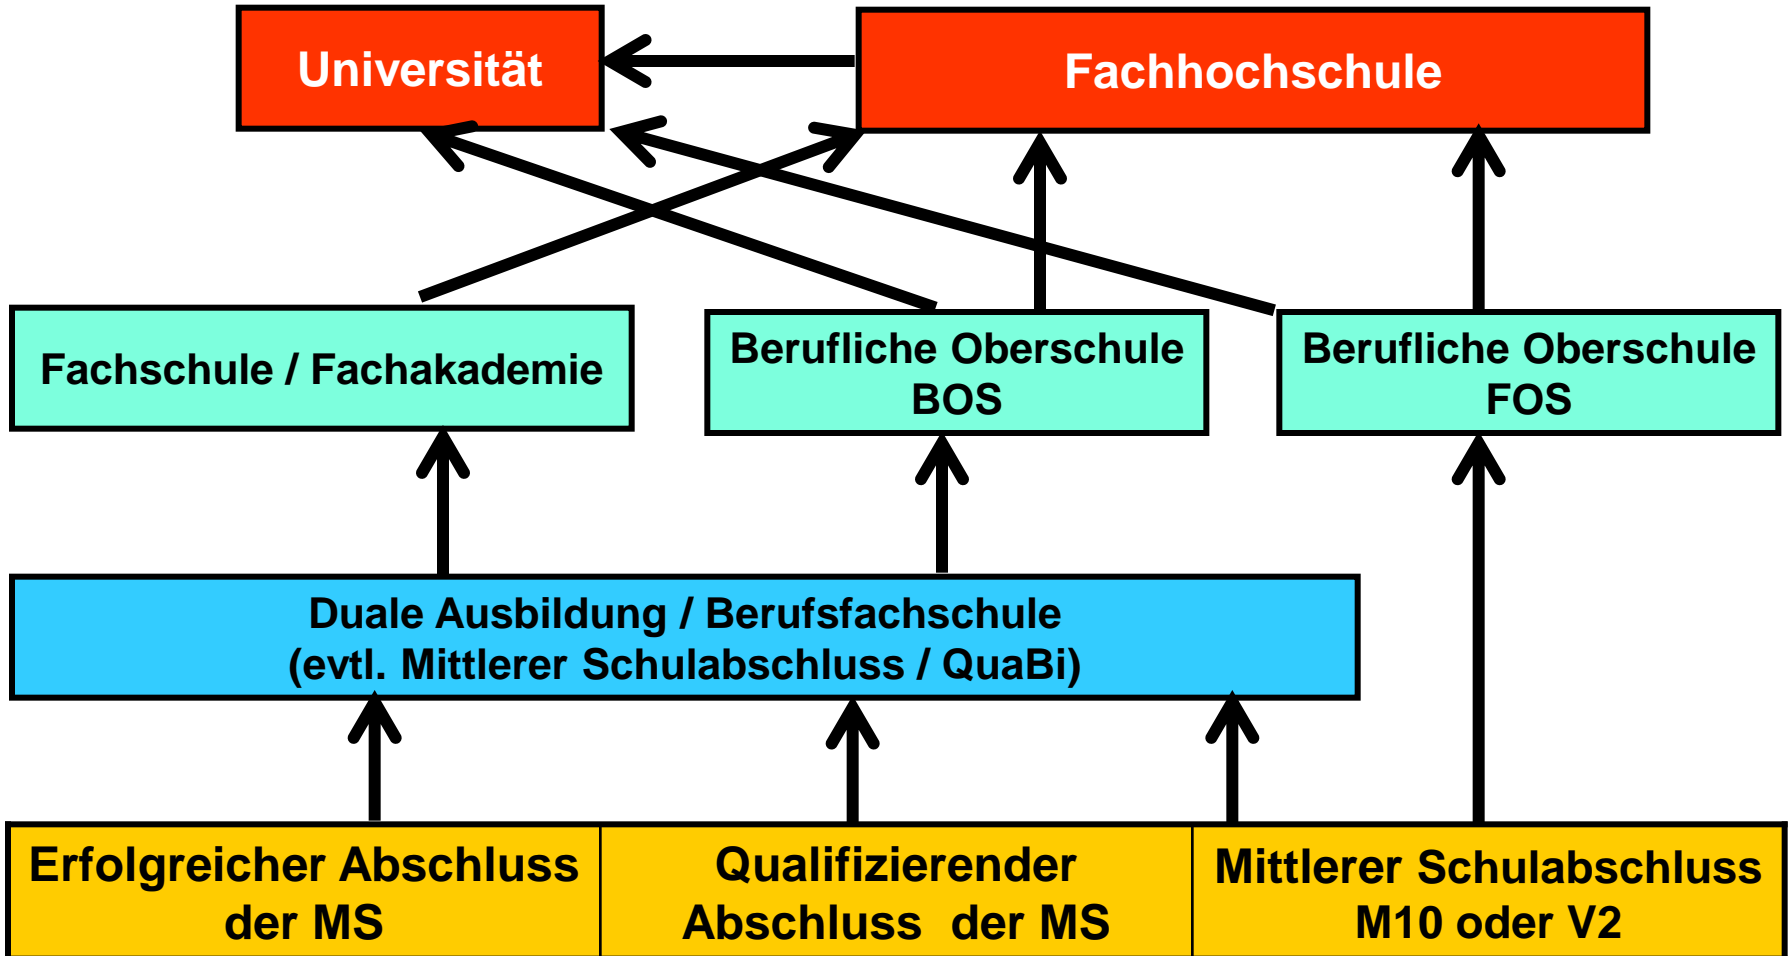 Universität
Fachhochschule
Fachschule / Fachakademie
Berufliche Oberschule
BOS
Berufliche Oberschule
FOS
Duale Ausbildung / Berufsfachschule
(evtl. Mittlerer Schulabschluss / QuaBi)
Erfolgreicher Abschluss
der MS
Qualifizierender
Abschluss der MS
Mittlerer Schulabschluss
M10 oder V2